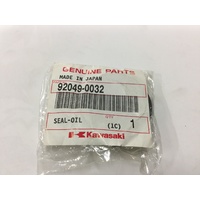 GENUINE PARTS
MADE IN JAPAN
92049-0032
SEAL-OIL
(1C) 1
Kawasaki